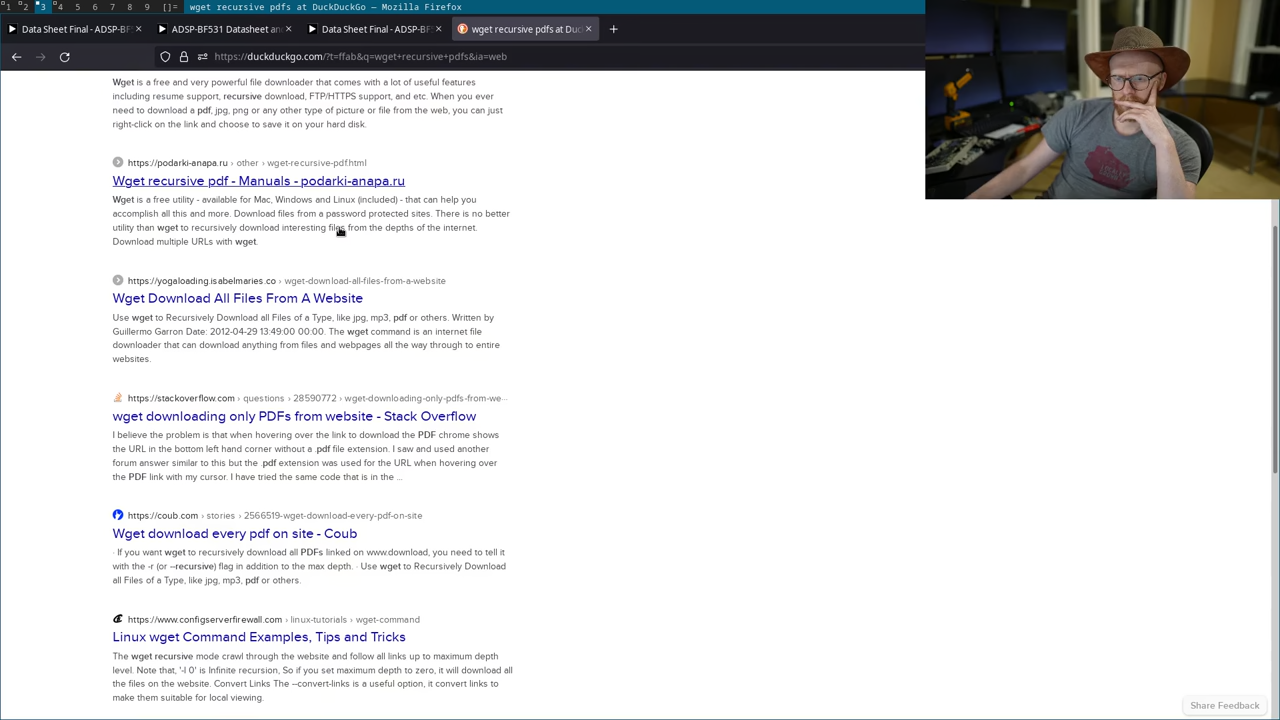 1 2 3 4 5 6 7 8 9 []= wget recursive pdfs at DuckDuckGo — Mozilla Firefox
Data Sheet Final - ADSP-BF5 × ADSP-BF531 Datasheet an × Data Sheet Final - ADSP-BF5 × wget recursive pdfs at Duc × +
https://duckduckgo.com/?t=ffab&q=wget+recursive+pdfs&ia=web
Wget is a free and very powerful file downloader that comes with a lot of useful features
including resume support, recursive download, FTP/HTTPS support, and etc. When you ever
need to download a pdf, jpg, png or any other type of picture or file from the web, you can just
right-click on the link and choose to save it on your hard disk.
https://podarki-anapa.ru › other › wget-recursive-pdf.html
Wget recursive pdf - Manuals - podarki-anapa.ru
Wget is a free utility - available for Mac, Windows and Linux (included) - that can help you
accomplish all this and more. Download files from a password protected sites. There is no better
utility than wget to recursively download interesting files from the depths of the internet.
Download multiple URLs with wget.
https://yogaloading.isabelmaries.co › wget-download-all-files-from-a-website
Wget Download All Files From A Website
Use wget to Recursively Download all Files of a Type, like jpg, mp3, pdf or others. Written by
Guillermo Garron Date: 2012-04-29 13:49:00 00:00. The wget command is an internet file
downloader that can download anything from files and webpages all the way through to entire
websites.
https://stackoverflow.com › questions › 28590772 › wget-downloading-only-pdfs-from-we...
wget downloading only PDFs from website - Stack Overflow
I believe the problem is that when hovering over the link to download the PDF chrome shows
the URL in the bottom left hand corner without a .pdf file extension. I saw and used another
forum answer similar to this but the .pdf extension was used for the URL when hovering over
the PDF link with my cursor. I have tried the same code that is in the ...
https://coub.com › stories › 2566519-wget-download-every-pdf-on-site
Wget download every pdf on site - Coub
· If you want wget to recursively download all PDFs linked on www.download, you need to tell it
with the -r (or --recursive) flag in addition to the max depth. · Use wget to Recursively Download
all Files of a Type, like jpg, mp3, pdf or others.
https://www.configserverfirewall.com › linux-tutorials › wget-command
Linux wget Command Examples, Tips and Tricks
The wget recursive mode crawl through the website and follow all links up to maximum depth
level. Note that, '-l 0' is Infinite recursion, So if you set maximum depth to zero, it will download all
the files on the website. Convert Links The --convert-links is a useful option, it convert links to
make them suitable for local viewing.
Share Feedback